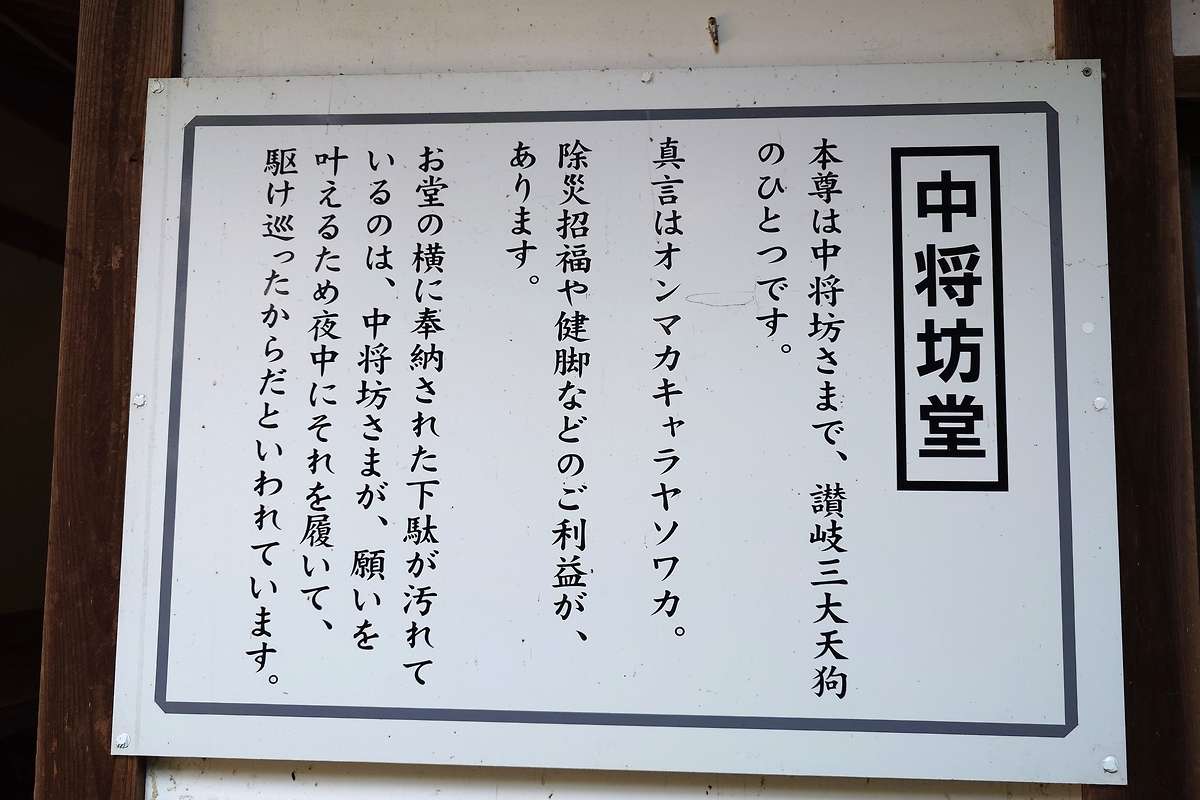 中将坊堂
本尊は中将坊さまで、讃岐三大天狗
のひとつです。
真言はオンマカキャラヤソワカ。
除災招福や健脚などのご利益が、
あります。
お堂の横に奉納された下駄が汚れて
いるのは、中将坊さまが、願いを
叶えるため夜中にそれを履いて、
駆け巡ったからだといわれています。